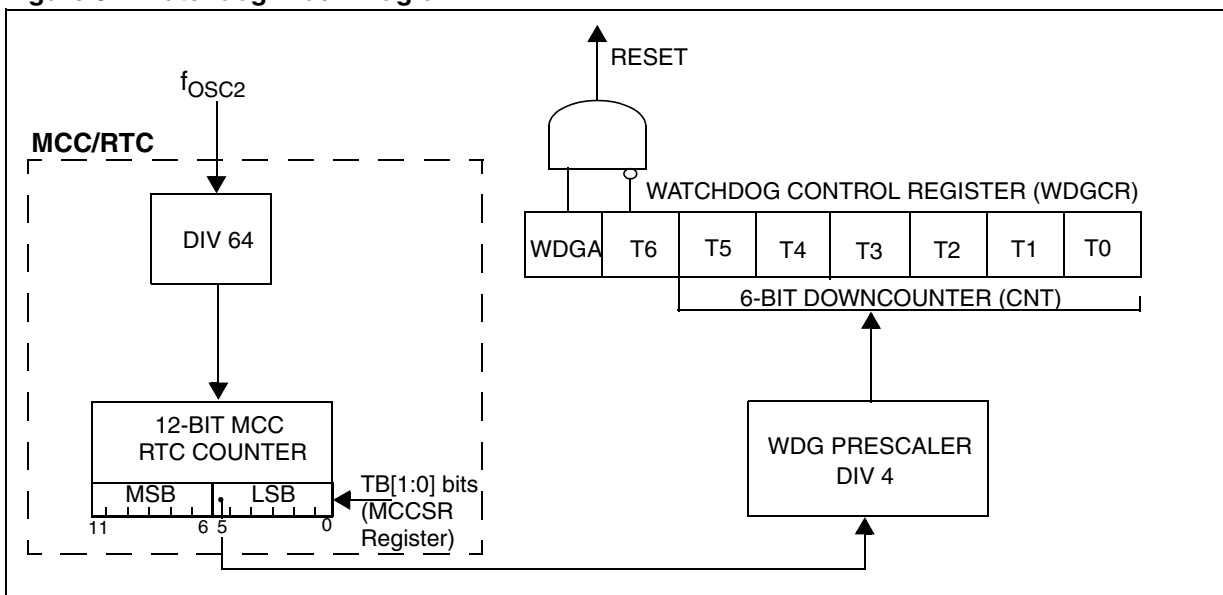 RESET
fOSC2
MCC/RTC
DIV 64
WATCHDOG CONTROL REGISTER (WDGCR)
WDGA T6 T5 T4 T3 T2 T1 T0
6-BIT DOWNCOUNTER (CNT)
12-BIT MCC
RTC COUNTER
MSB LSB
11 6 5 0
TB[1:0] bits
(MCCSR
Register)
WDG PRESCALER
DIV 4